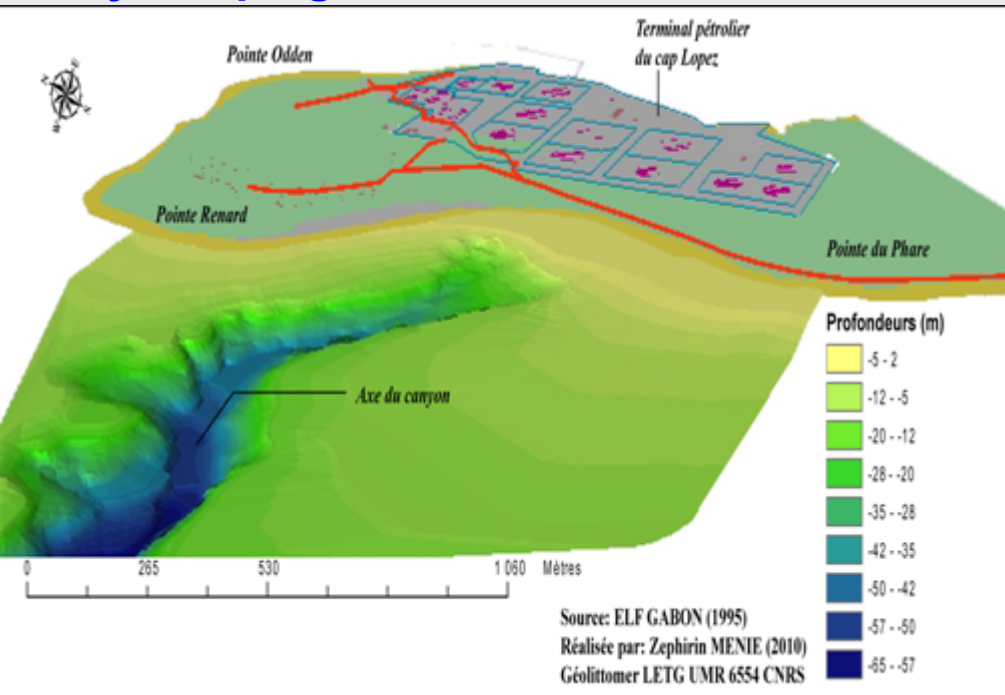 Terminal pétrolier
du cap Lopez
Pointe Odden
Pointe Renard
Pointe du Phare
Axe du canyon
Profondeurs (m)
-5 - 2
-12 - -5
-20 - -12
-28 - -20
-35 - -28
-42 - -35
-50 - -42
-57 - -50
-65 - -57
0 265 530 1 060 Mètres
Source: ELF GABON (1995)
Réalisée par: Zephirin MENIE (2010)
Géolittomer LETG UMR 6554 CNRS